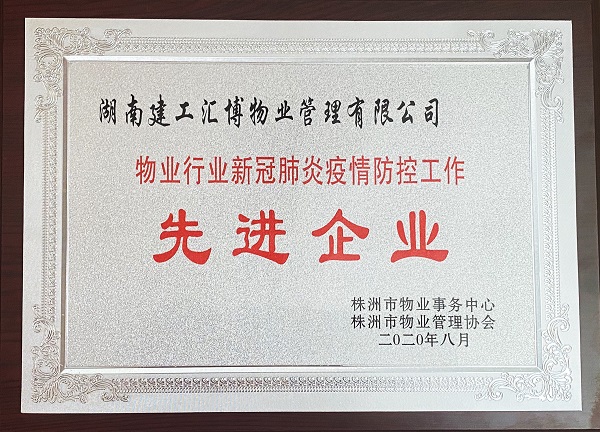 湖南建工汇博物业管理有限公司
物业行业新冠肺炎疫情防控工作
先进企业
株洲市物业事务中心
株洲市物业管理协会
二〇二〇年八月